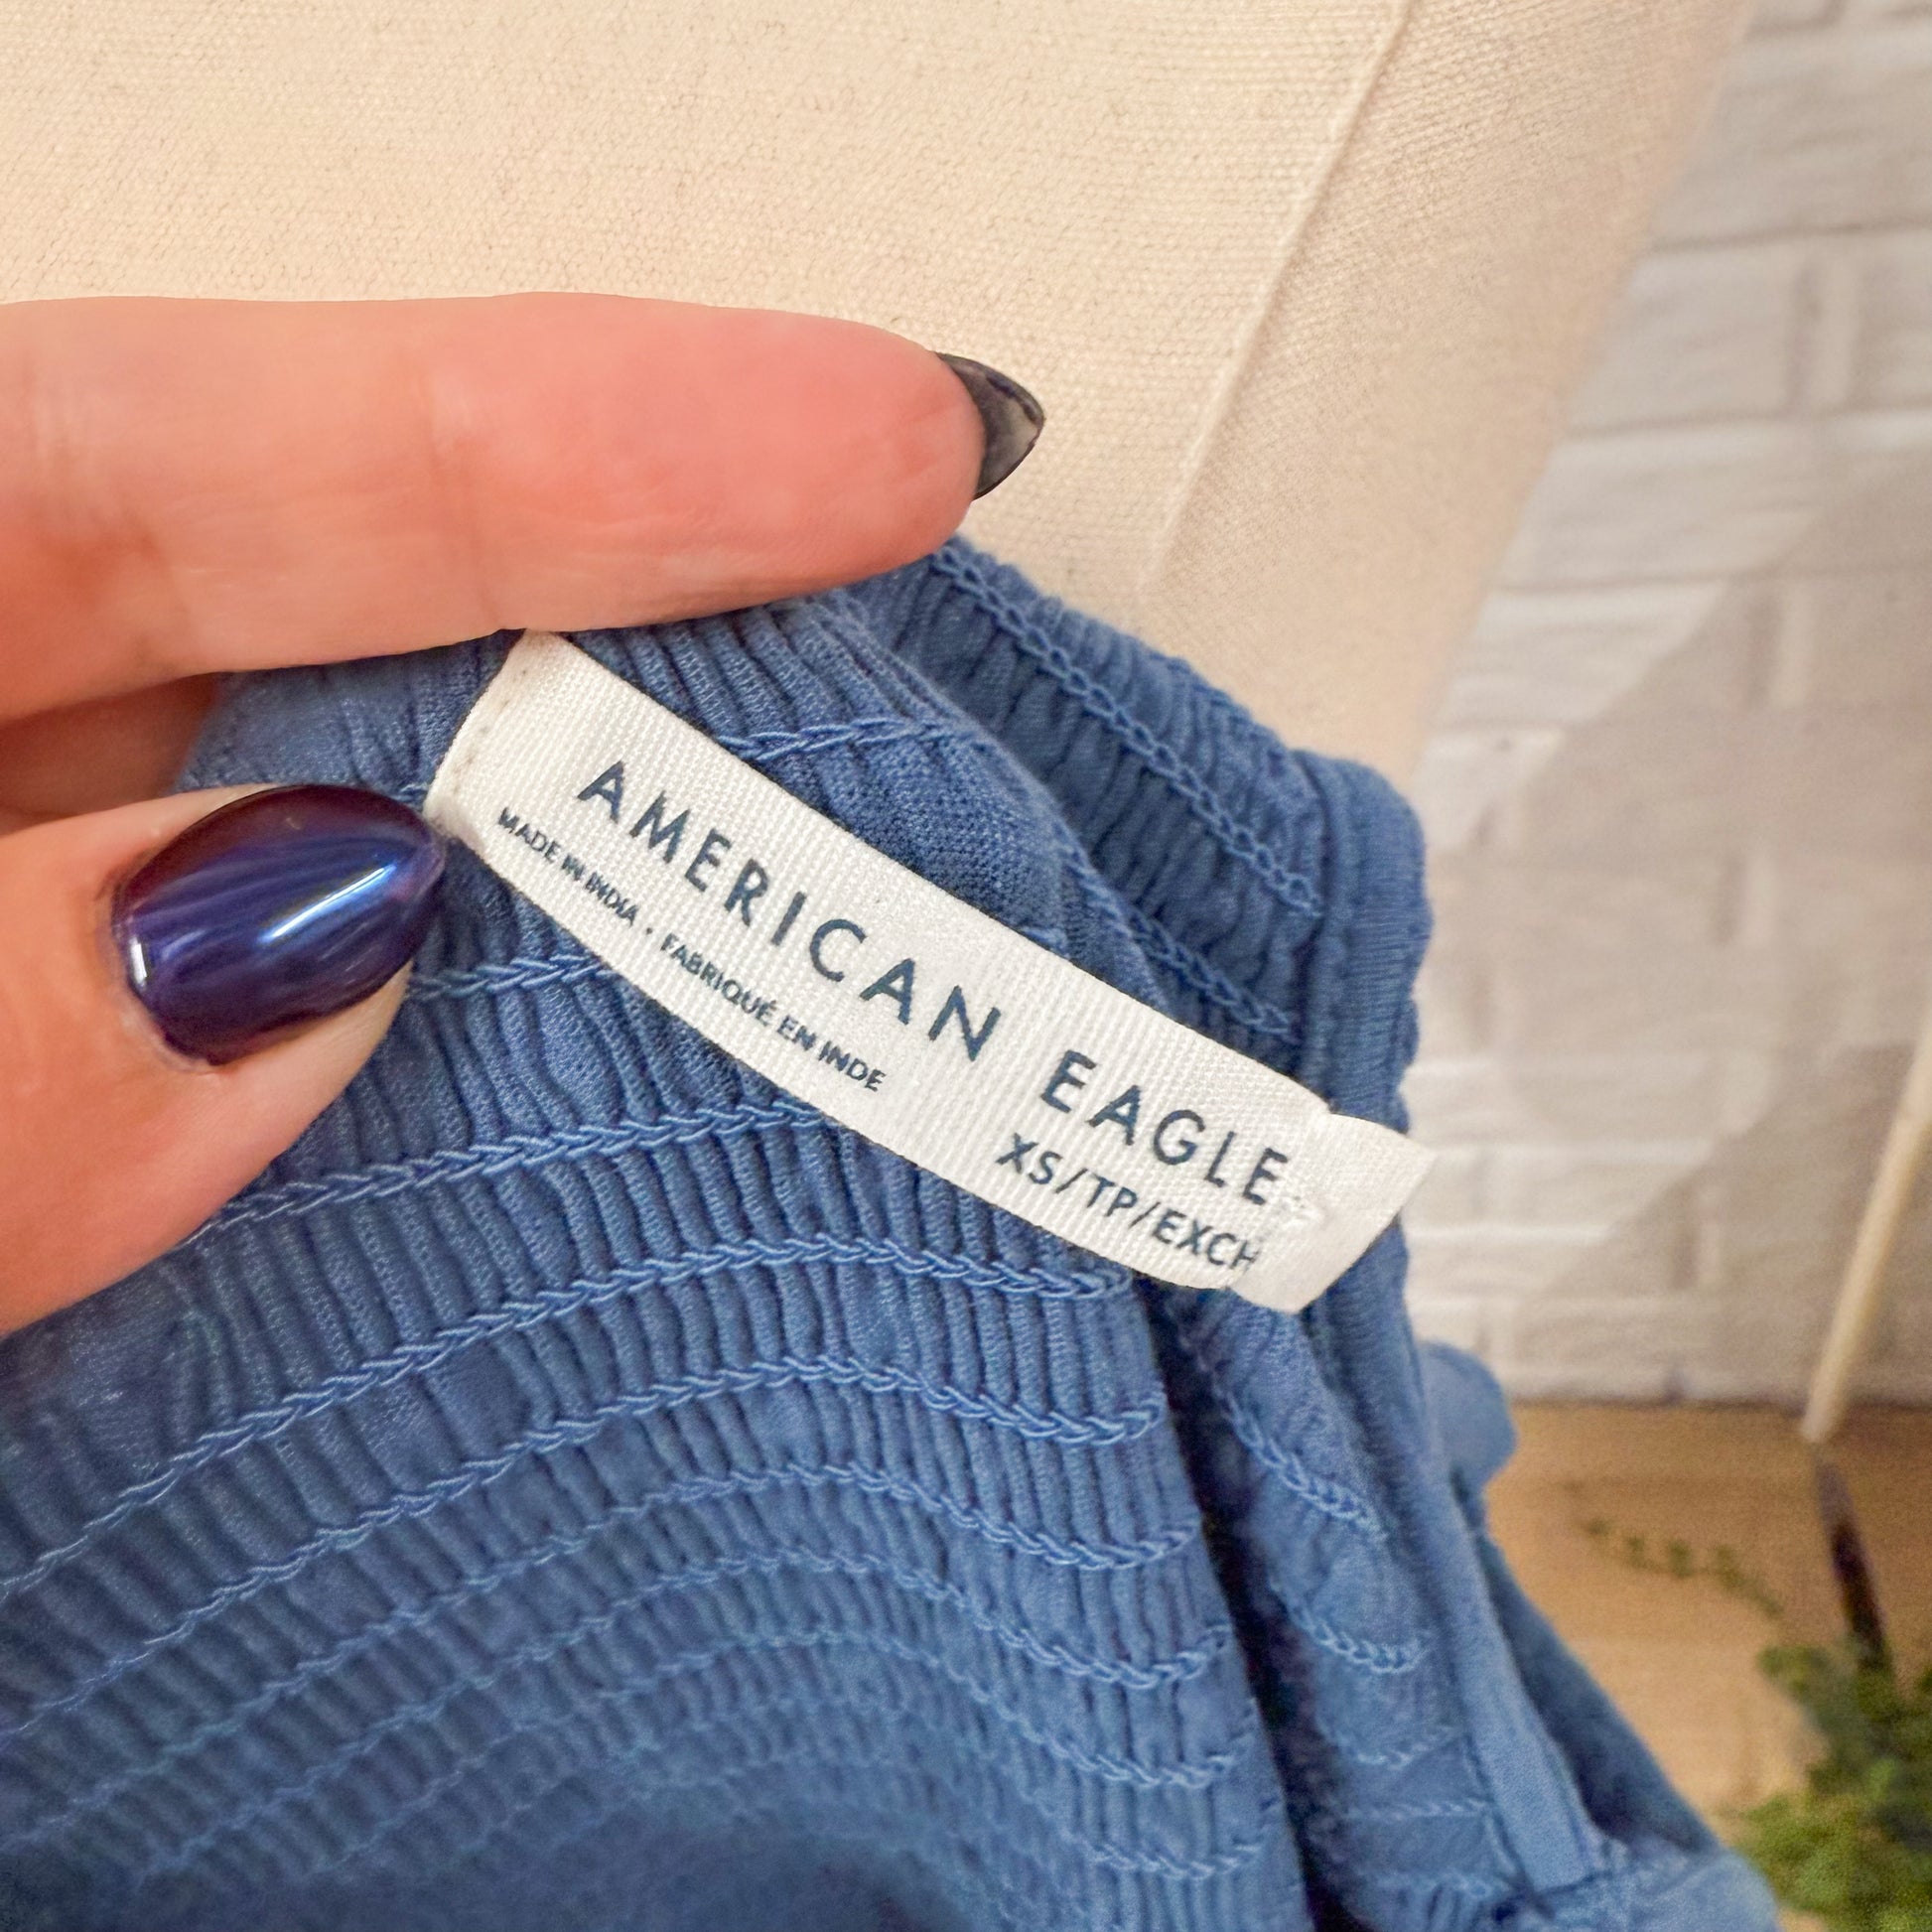 AMERICAN EAGLE
MADE IN INDIA . FABRIQUÉ EN INDE
XS/TP/EXCH